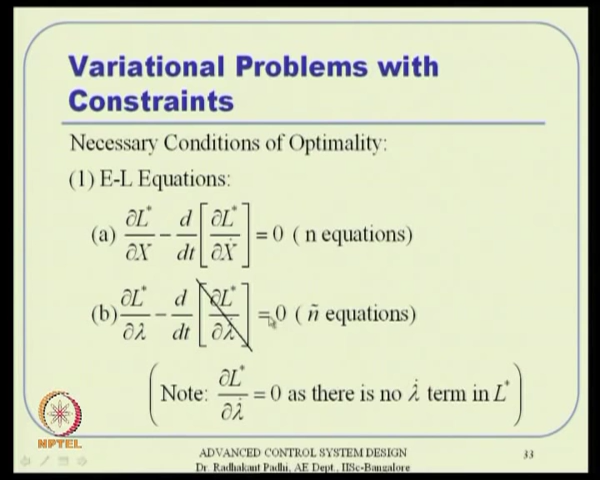 Variational Problems with
Constraints
Necessary Conditions of Optimality:
(1) E-L Equations:
(a) ∂L*/∂X − d/dt [∂L*/∂Ẋ] = 0 ( n equations)
(b) ∂L*/∂λ − d/dt [∂L*/∂λ̇] = 0 ( ñ equations)
(Note: ∂L*/∂λ̇ = 0 as there is no λ̇ term in L*)
NPTEL
ADVANCED CONTROL SYSTEM DESIGN
Dr. Radhakant Padhi, AE Dept., IISc-Bangalore
33